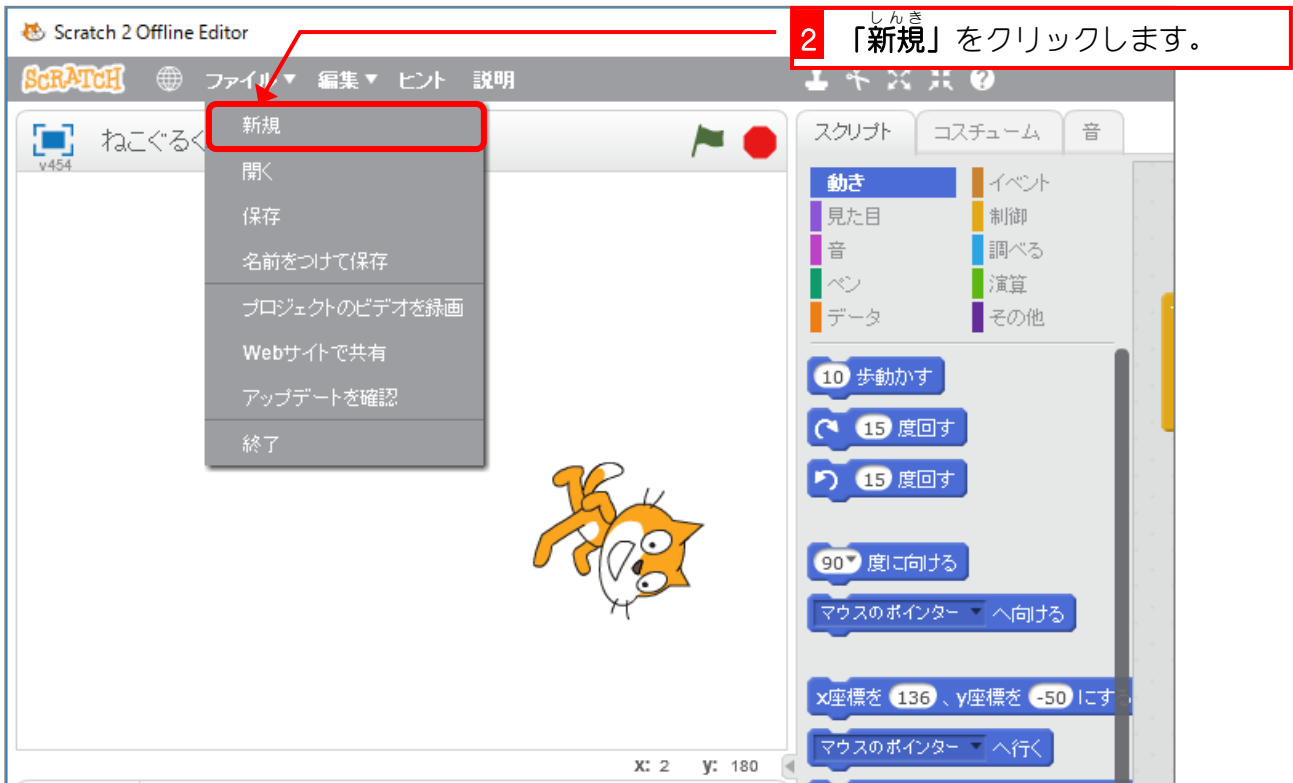 Scratch 2 Offline Editor
しんき
2 「新規」をクリックします。
SCRATCH ファイル▼ 編集▼ ヒント 説明
新規
開く
保存
名前をつけて保存
プロジェクトのビデオを録画
Webサイトで共有
アップデートを確認
終了
ねこぐるく
v454
x: 2 y: 180
スクリプト コスチューム 音
動き イベント
見た目 制御
音 調べる
ペン 演算
データ その他
10 歩動かす
15 度回す
15 度回す
90▼ 度に向ける
マウスのポインター ▼ へ向ける
x座標を 136 、y座標を -50 にする
マウスのポインター ▼ へ行く